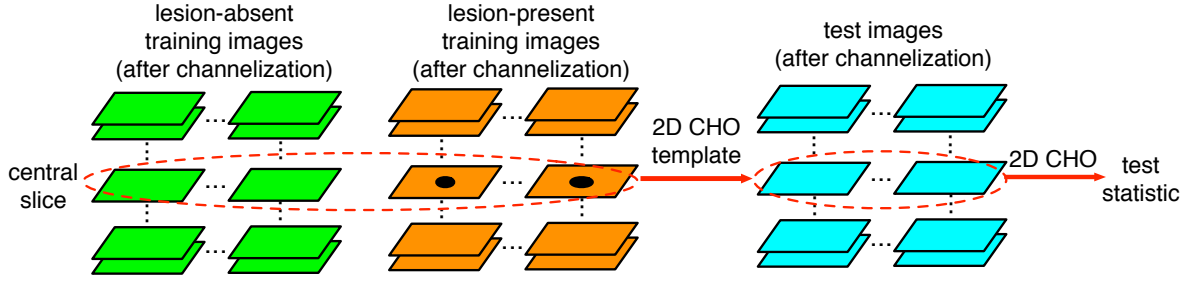 lesion-absent
training images
(after channelization)
lesion-present
training images
(after channelization)
test images
(after channelization)
central
slice
2D CHO
template
2D CHO
test
statistic